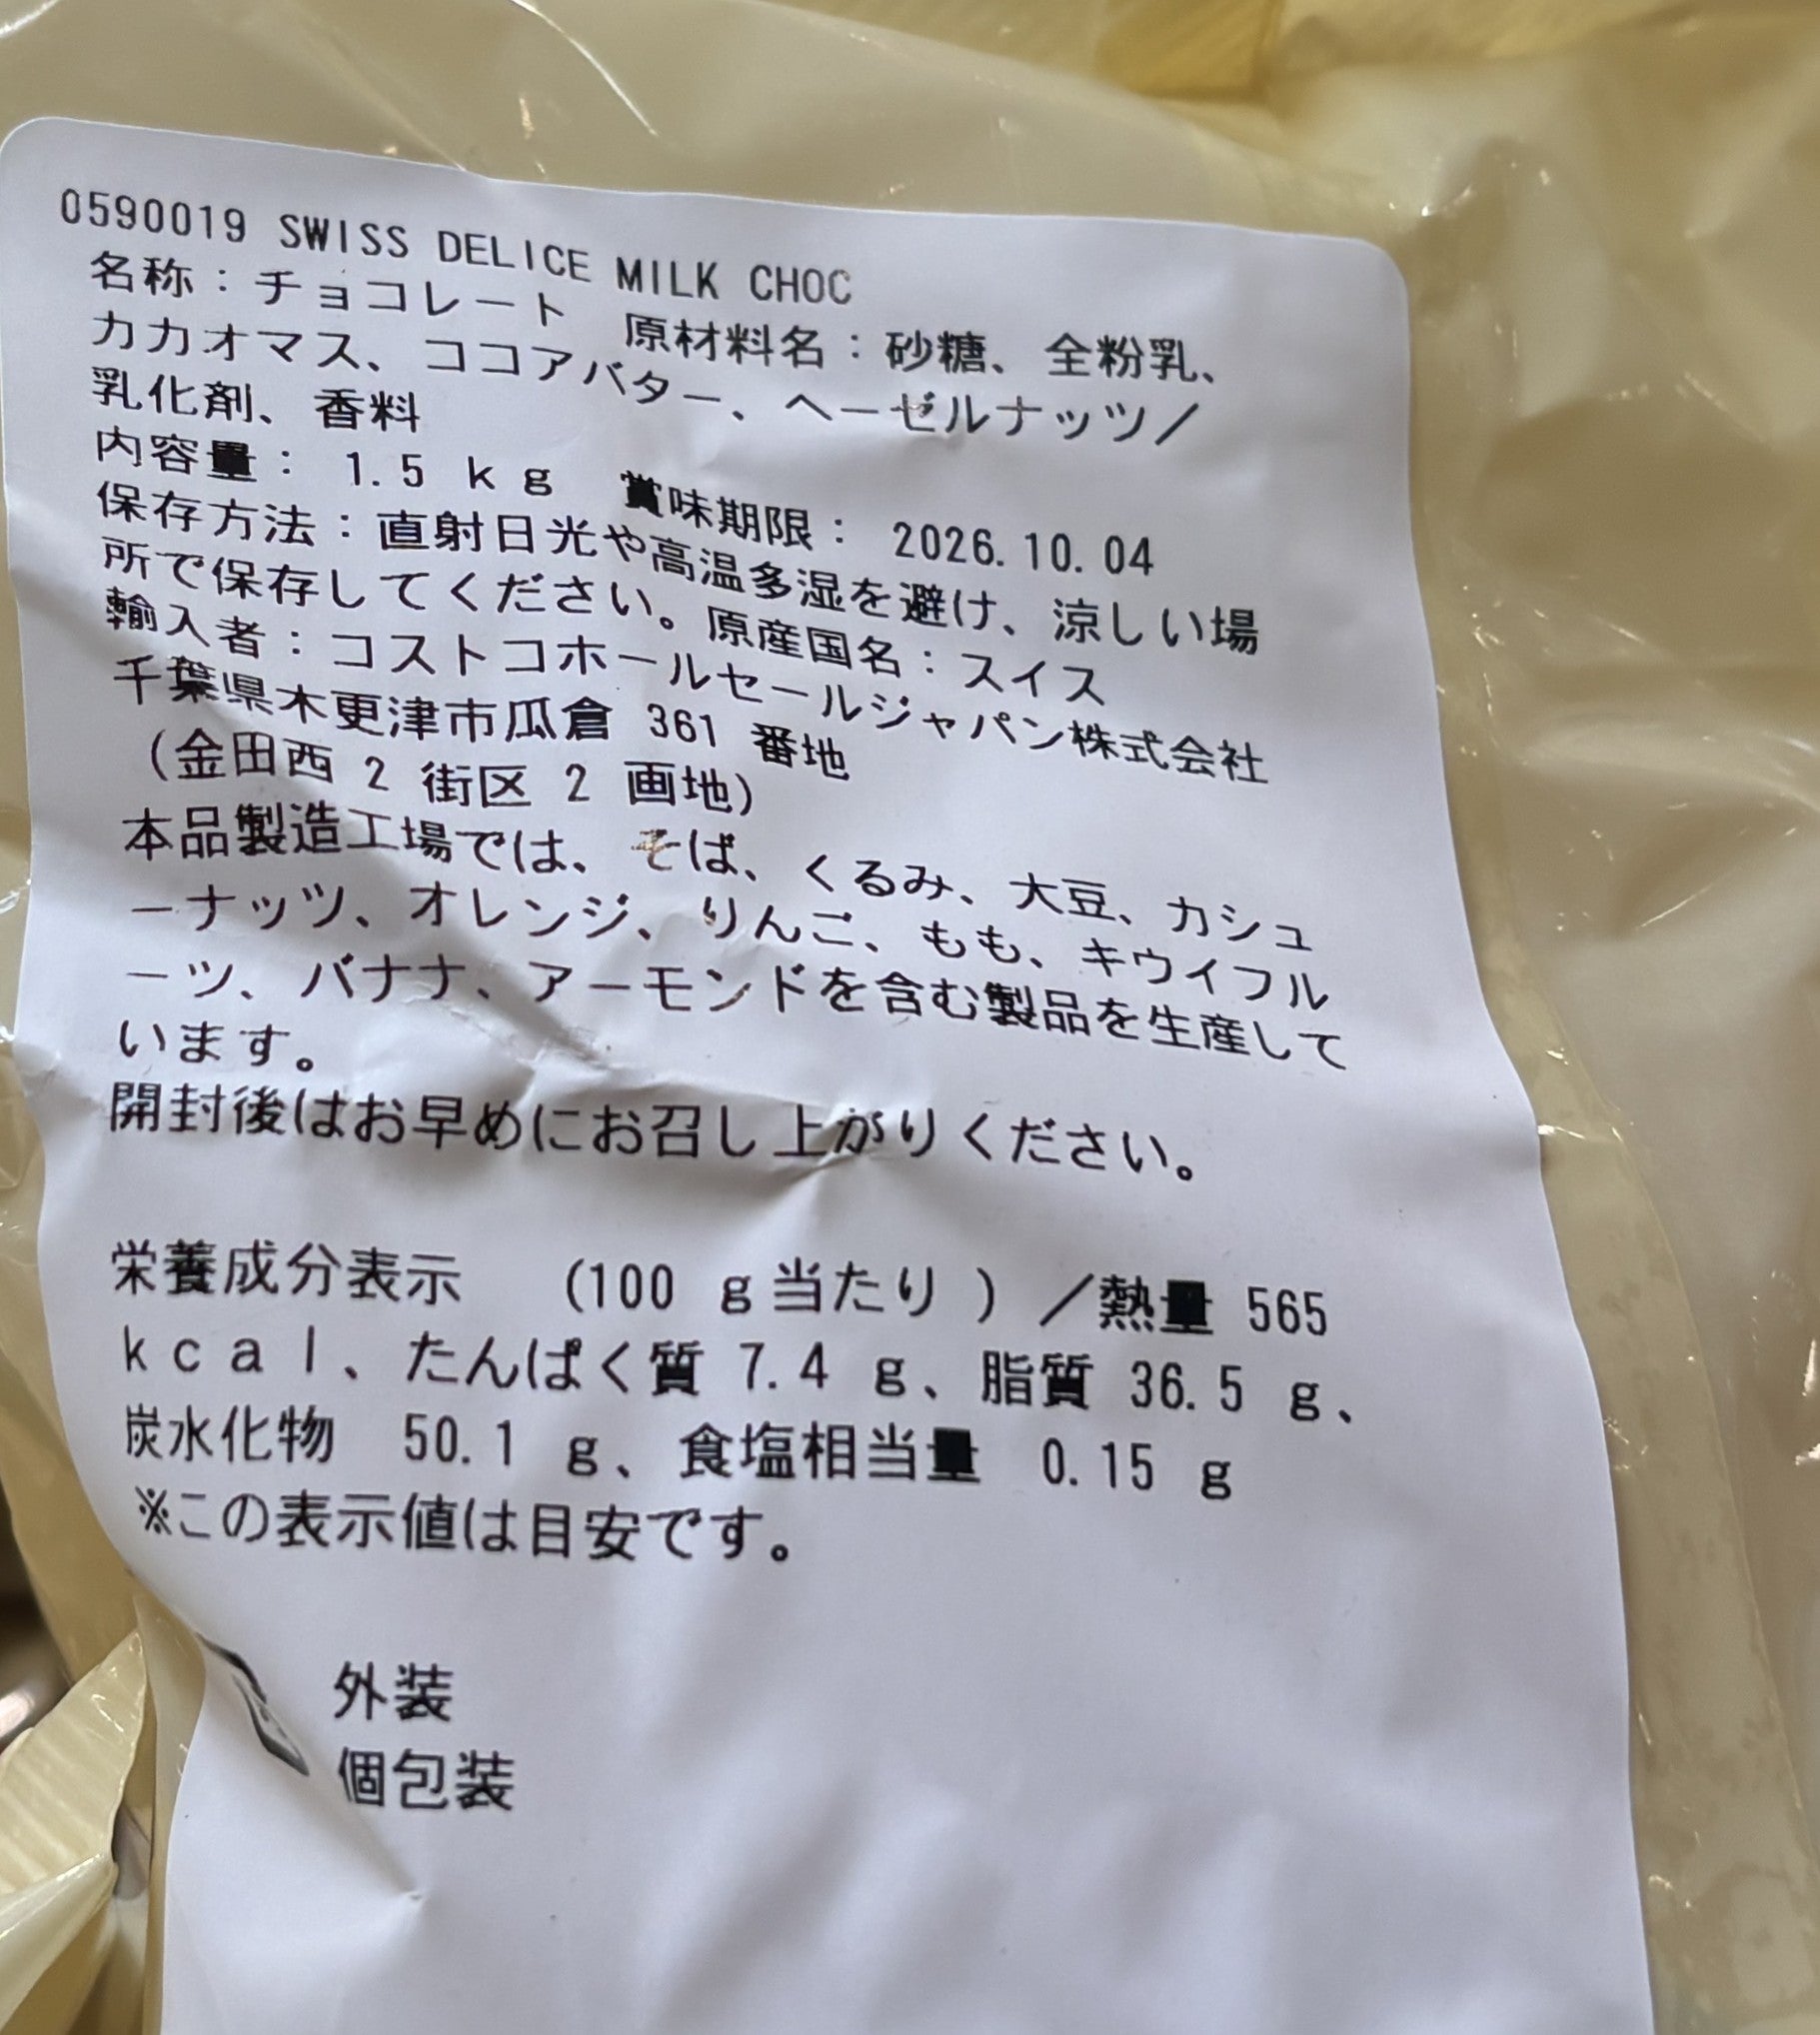 0590019 SWISS DELICE MILK CHOC
名称：チョコレート　原材料名：砂糖、全粉乳、
カカオマス、ココアバター、ヘーゼルナッツ／
乳化剤、香料
内容量： 1.5 ｋｇ　賞味期限： 2026.10.04
保存方法：直射日光や高温多湿を避け、涼しい場
所で保存してください。原産国名：スイス
輸入者：コストコホールセールジャパン株式会社
千葉県木更津市瓜倉 361 番地
（金田西 2 街区 2 画地）
本品製造工場では、そば、くるみ、大豆、カシュ
ーナッツ、オレンジ、りんご、もも、キウイフル
ーツ、バナナ、アーモンドを含む製品を生産して
います。
開封後はお早めにお召し上がりください。
栄養成分表示　（100 ｇ当たり）／熱量 565
ｋｃａｌ、たんぱく質 7.4 ｇ、脂質 36.5 ｇ、
炭水化物　50.1 ｇ、食塩相当量　0.15 ｇ
※この表示値は目安です。
外装
個包装